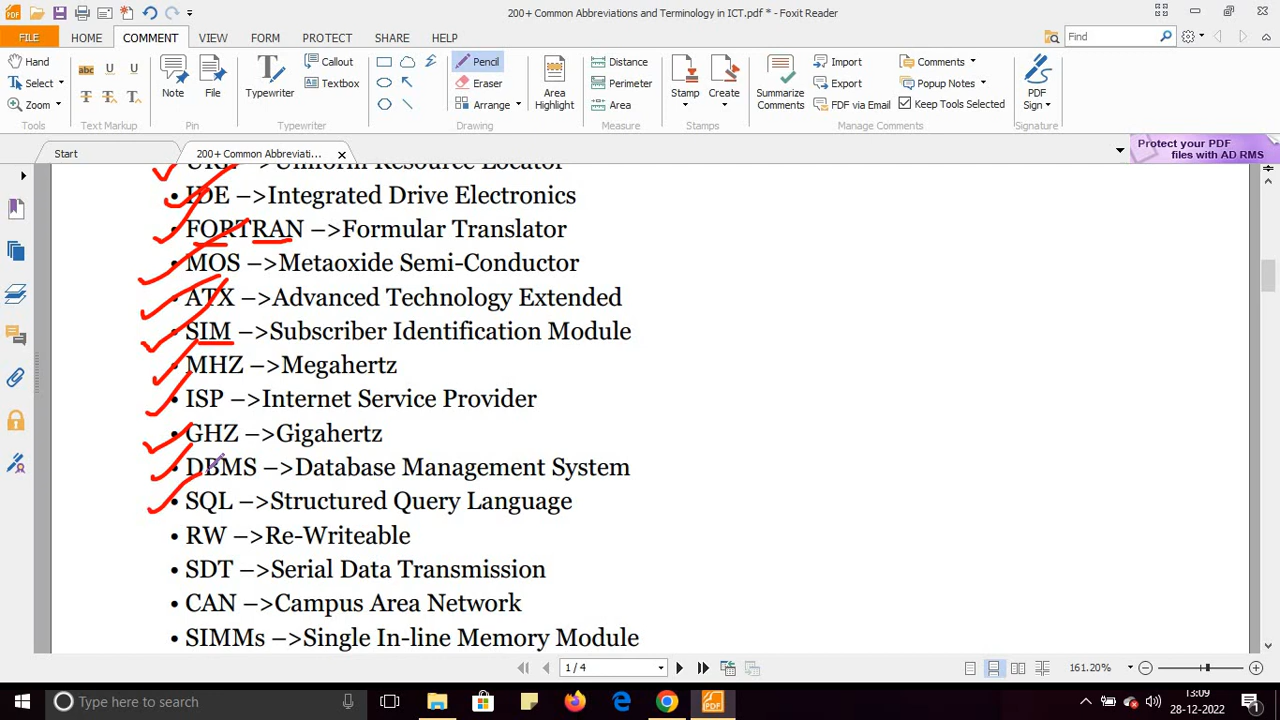 200+ Common Abbreviations and Terminology in ICT.pdf * - Foxit Reader
FILE HOME COMMENT VIEW FORM PROTECT SHARE HELP Find
Hand
Select
Zoom
Tools
abc U U
T T T
Text Markup
Note File
Pin
Typewriter
Callout
Textbox
Typewriter
Pencil
Eraser
Arrange
Drawing
Area Highlight
Distance
Perimeter
Area
Measure
Stamp Create
Stamps
Summarize Comments
Import
Export
FDF via Email
Comments
Popup Notes
Keep Tools Selected
Manage Comments
PDF Sign
Signature
Start
200+ Common Abbreviati...
Protect your PDF
files with AD RMS
• URL –>Uniform Resource Locator
• IDE –>Integrated Drive Electronics
• FORTRAN –>Formular Translator
• MOS –>Metaoxide Semi-Conductor
• ATX –>Advanced Technology Extended
• SIM –>Subscriber Identification Module
• MHZ –>Megahertz
• ISP –>Internet Service Provider
• GHZ –>Gigahertz
• DBMS –>Database Management System
• SQL –>Structured Query Language
• RW –>Re-Writeable
• SDT –>Serial Data Transmission
• CAN –>Campus Area Network
• SIMMs –>Single In-line Memory Module
1 / 4
161.20%
Type here to search
13:09
28-12-2022
1